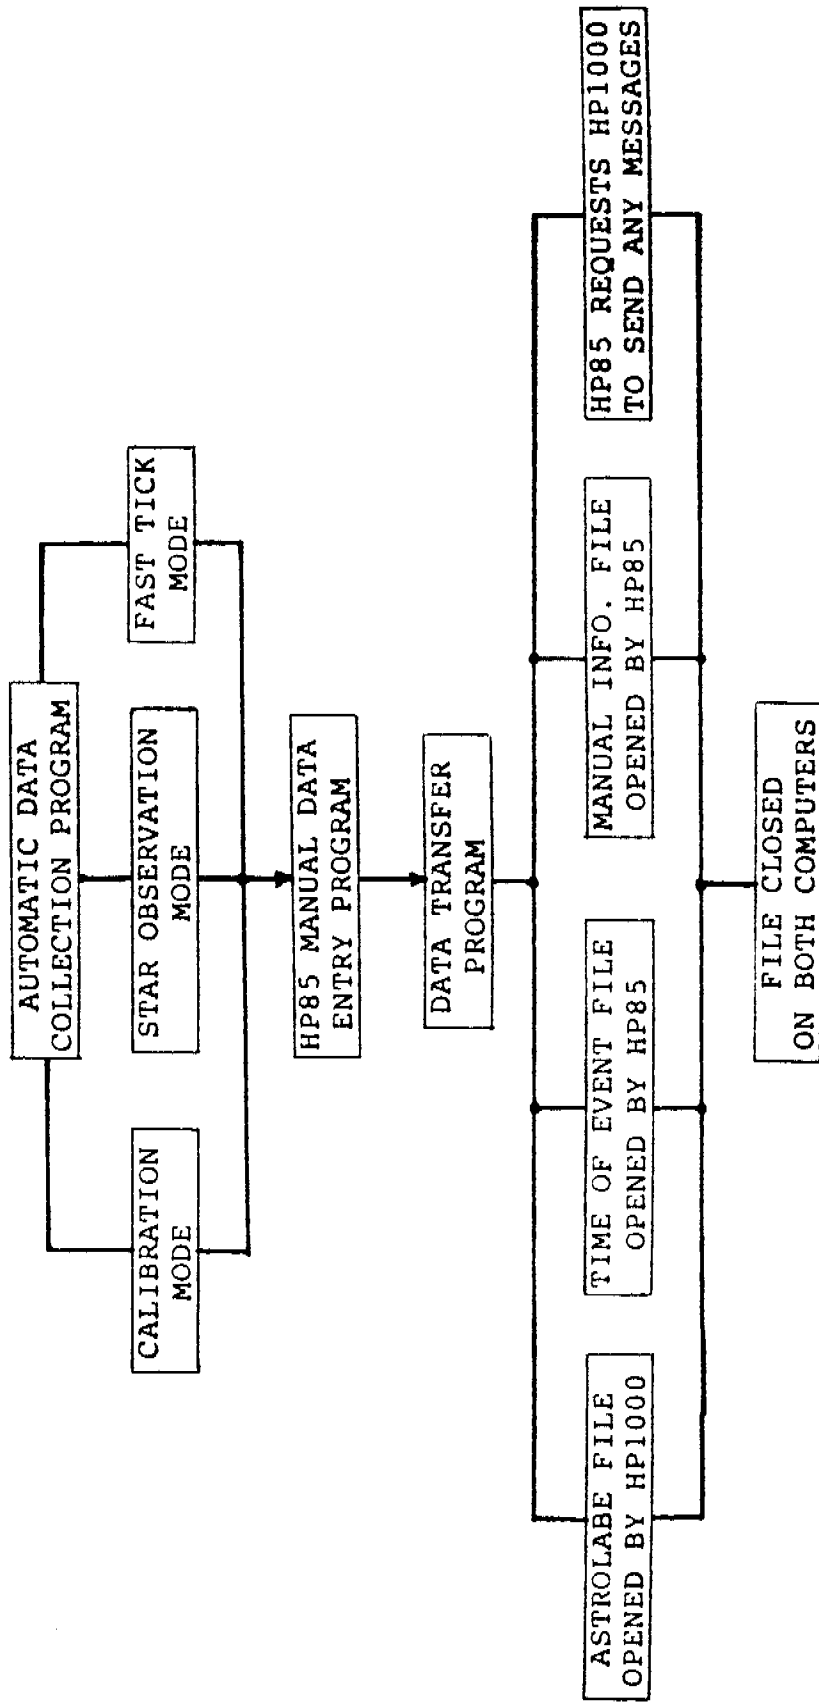 AUTOMATIC DATA
COLLECTION PROGRAM
CALIBRATION
MODE
STAR OBSERVATION
MODE
FAST TICK
MODE
HP85 MANUAL DATA
ENTRY PROGRAM
DATA TRANSFER
PROGRAM
ASTROLABE FILE
OPENED BY HP1000
TIME OF EVENT FILE
OPENED BY HP85
MANUAL INFO. FILE
OPENED BY HP85
HP85 REQUESTS HP1000
TO SEND ANY MESSAGES
FILE CLOSED
ON BOTH COMPUTERS